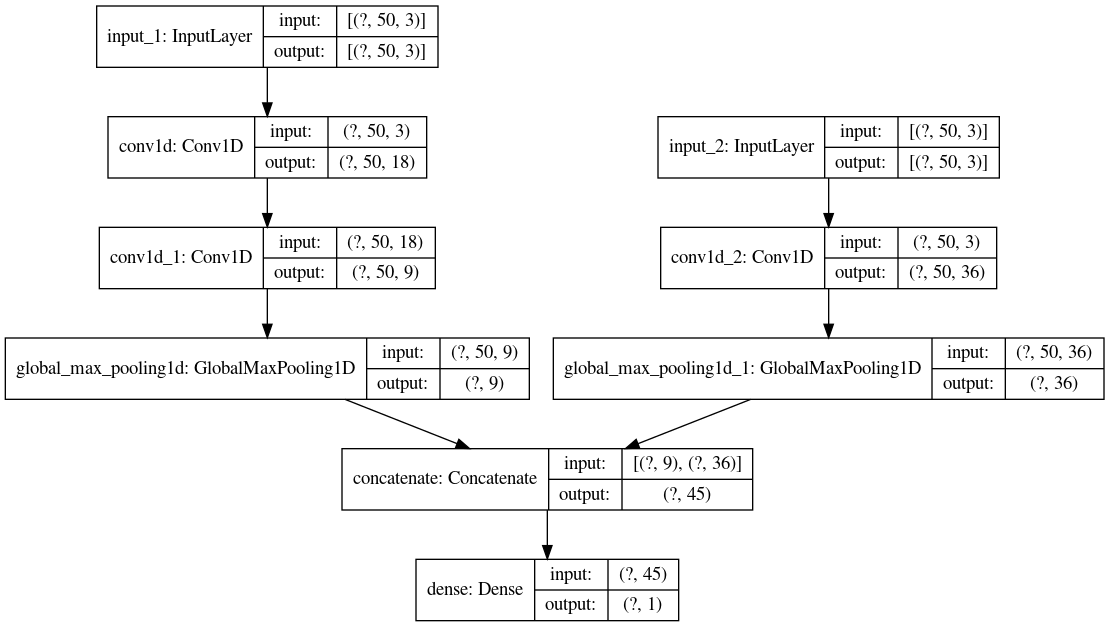 input_1: InputLayer
input: [(?, 50, 3)]
output: [(?, 50, 3)]
conv1d: Conv1D
input: (?, 50, 3)
output: (?, 50, 18)
input_2: InputLayer
input: [(?, 50, 3)]
output: [(?, 50, 3)]
conv1d_1: Conv1D
input: (?, 50, 18)
output: (?, 50, 9)
conv1d_2: Conv1D
input: (?, 50, 3)
output: (?, 50, 36)
global_max_pooling1d: GlobalMaxPooling1D
input: (?, 50, 9)
output: (?, 9)
global_max_pooling1d_1: GlobalMaxPooling1D
input: (?, 50, 36)
output: (?, 36)
concatenate: Concatenate
input: [(?, 9), (?, 36)]
output: (?, 45)
dense: Dense
input: (?, 45)
output: (?, 1)